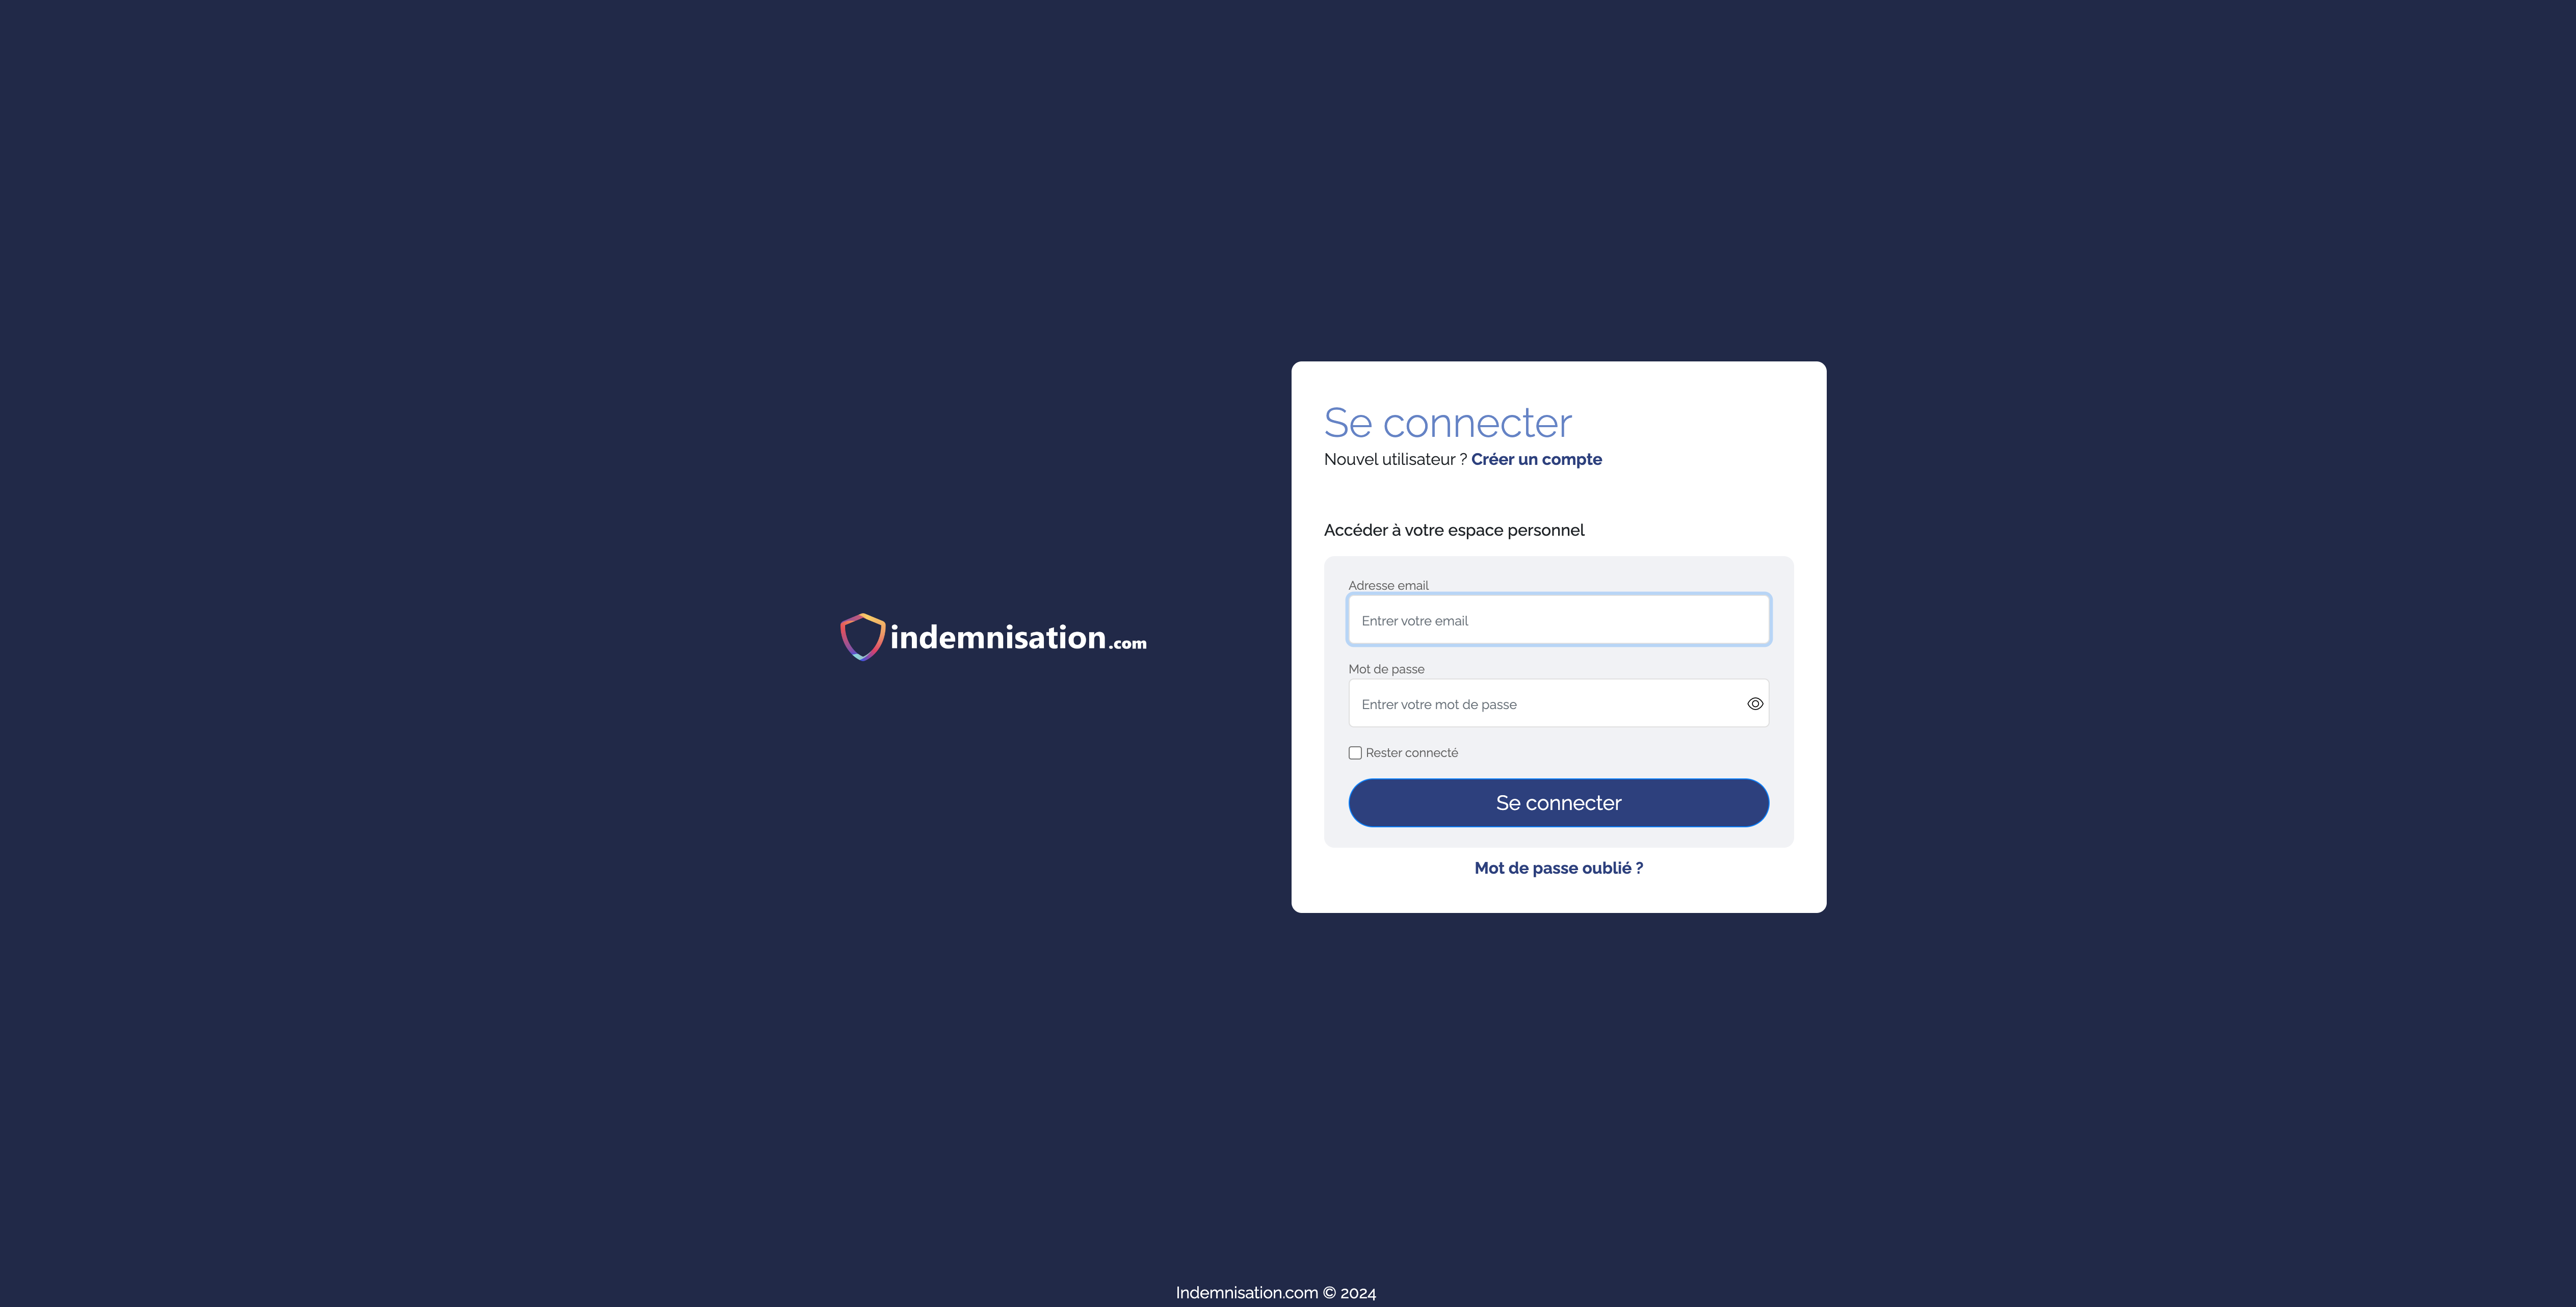 indemnisation.com
Se connecter
Nouvel utilisateur ? Créer un compte
Accéder à votre espace personnel
Adresse email
Entrer votre email
Mot de passe
Entrer votre mot de passe
Rester connecté
Se connecter
Mot de passe oublié ?
Indemnisation.com © 2024